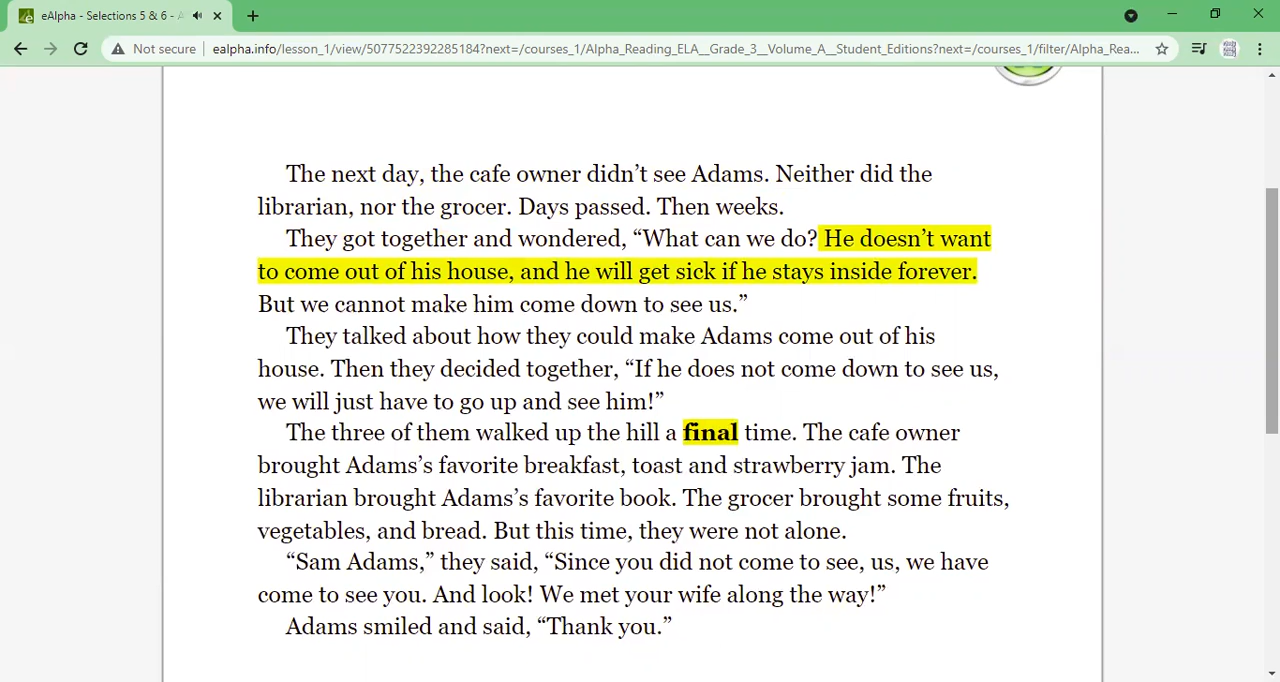 eAlpha - Selections 5 & 6 - A
Not secure
ealpha.info/lesson_1/view/5077522392285184?next=/courses_1/Alpha_Reading_ELA__Grade_3__Volume_A__Student_Editions?next=/courses_1/filter/Alpha_Rea...
The next day, the cafe owner didn’t see Adams. Neither did the
librarian, nor the grocer. Days passed. Then weeks.
They got together and wondered, “What can we do? He doesn’t want
to come out of his house, and he will get sick if he stays inside forever.
But we cannot make him come down to see us.”
They talked about how they could make Adams come out of his
house. Then they decided together, “If he does not come down to see us,
we will just have to go up and see him!”
The three of them walked up the hill a final time. The cafe owner
brought Adams’s favorite breakfast, toast and strawberry jam. The
librarian brought Adams’s favorite book. The grocer brought some fruits,
vegetables, and bread. But this time, they were not alone.
“Sam Adams,” they said, “Since you did not come to see, us, we have
come to see you. And look! We met your wife along the way!”
Adams smiled and said, “Thank you.”